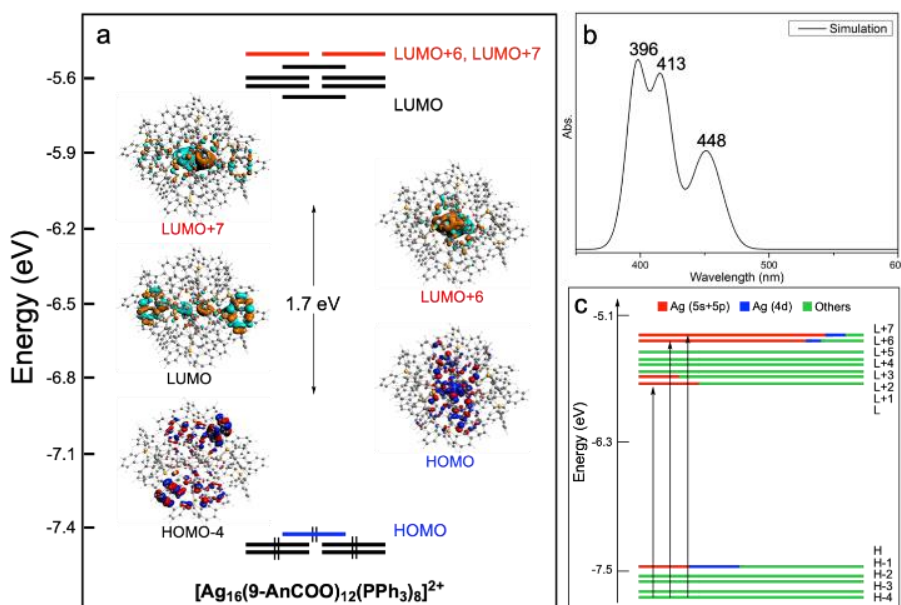 a
Energy (eV)
-5.6
-5.9
-6.2
-6.5
-6.8
-7.1
-7.4
LUMO+6, LUMO+7
LUMO
LUMO+7
LUMO+6
1.7 eV
LUMO
HOMO
HOMO-4
HOMO
[Ag16(9-AnCOO)12(PPh3)8]2+
b
Simulation
396
413
448
Abs.
400
500
600
Wavelength (nm)
c
Ag (5s+5p) Ag (4d) Others
Energy (eV)
-5.1
-6.3
-7.5
L+7
L+6
L+5
L+4
L+3
L+2
L+1
L
H
H-1
H-2
H-3
H-4